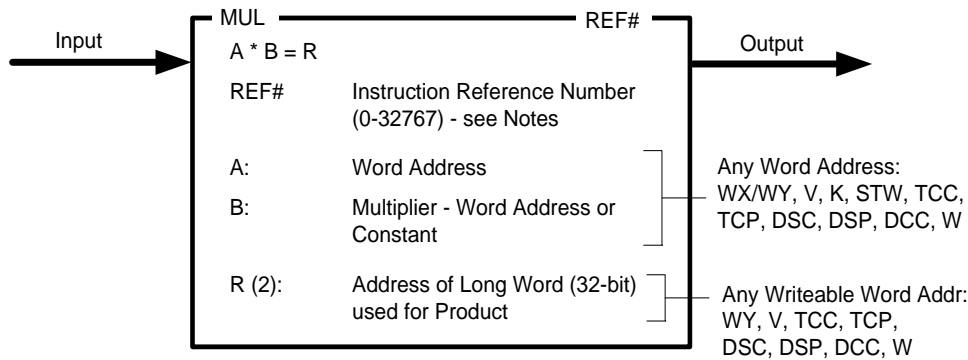 MUL REF#
Input
Output
A * B = R
REF# Instruction Reference Number
(0-32767) - see Notes
A: Word Address
B: Multiplier - Word Address or
Constant
Any Word Address:
WX/WY, V, K, STW, TCC,
TCP, DSC, DSP, DCC, W
R (2): Address of Long Word (32-bit)
used for Product
Any Writeable Word Addr:
WY, V, TCC, TCP,
DSC, DSP, DCC, W